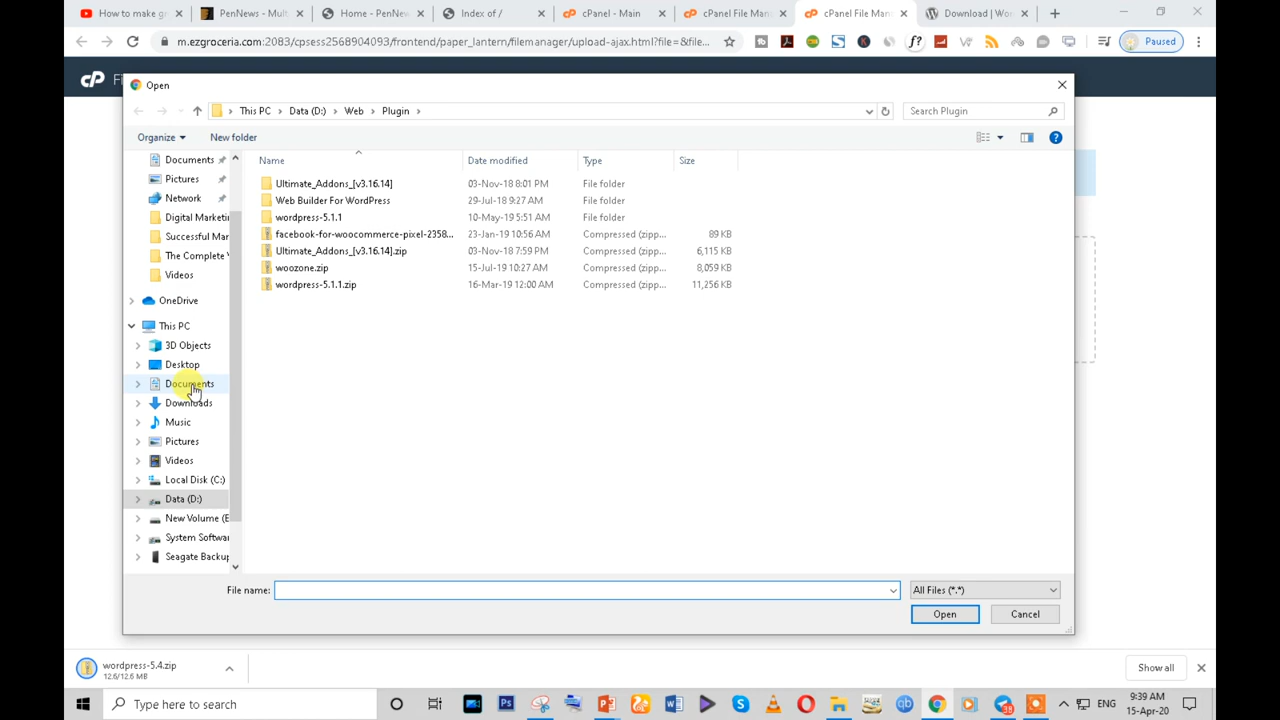 How to make gr
PenNews - Mult
Home - PenNew
Index of /
cPanel - Main
cPanel File Man
cPanel File Man
Download | Wor
m.ezgroceria.com:2083/cpsess2568904093/frontend/paper_lantern/filemanager/upload-ajax.html?file=&fil...
Paused
cP Fi
Open
This PC > Data (D:) > Web > Plugin >
Search Plugin
Organize
New folder
Name
Date modified
Type
Size
Documents
Pictures
Network
Digital Marketi
Successful Mar
The Complete
Videos
OneDrive
This PC
3D Objects
Desktop
Documents
Downloads
Music
Pictures
Videos
Local Disk (C:)
Data (D:)
New Volume (E
System Softwa
Seagate Backup
Ultimate_Addons_[v3.16.14] 03-Nov-18 8:01 PM File folder
Web Builder For WordPress 29-Jul-18 9:27 AM File folder
wordpress-5.1.1 10-May-19 5:51 AM File folder
facebook-for-woocommerce-pixel-2358... 23-Jan-19 10:56 AM Compressed (zipp... 89 KB
Ultimate_Addons_[v3.16.14].zip 03-Nov-18 7:59 PM Compressed (zipp... 6,115 KB
woozone.zip 15-Jul-19 10:27 AM Compressed (zipp... 8,059 KB
wordpress-5.1.1.zip 16-Mar-19 12:00 AM Compressed (zipp... 11,256 KB
File name:
All Files (*.*)
Open
Cancel
wordpress-5.4.zip
12.6/12.6 MB
Show all
Type here to search
ENG
9:39 AM
15-Apr-20